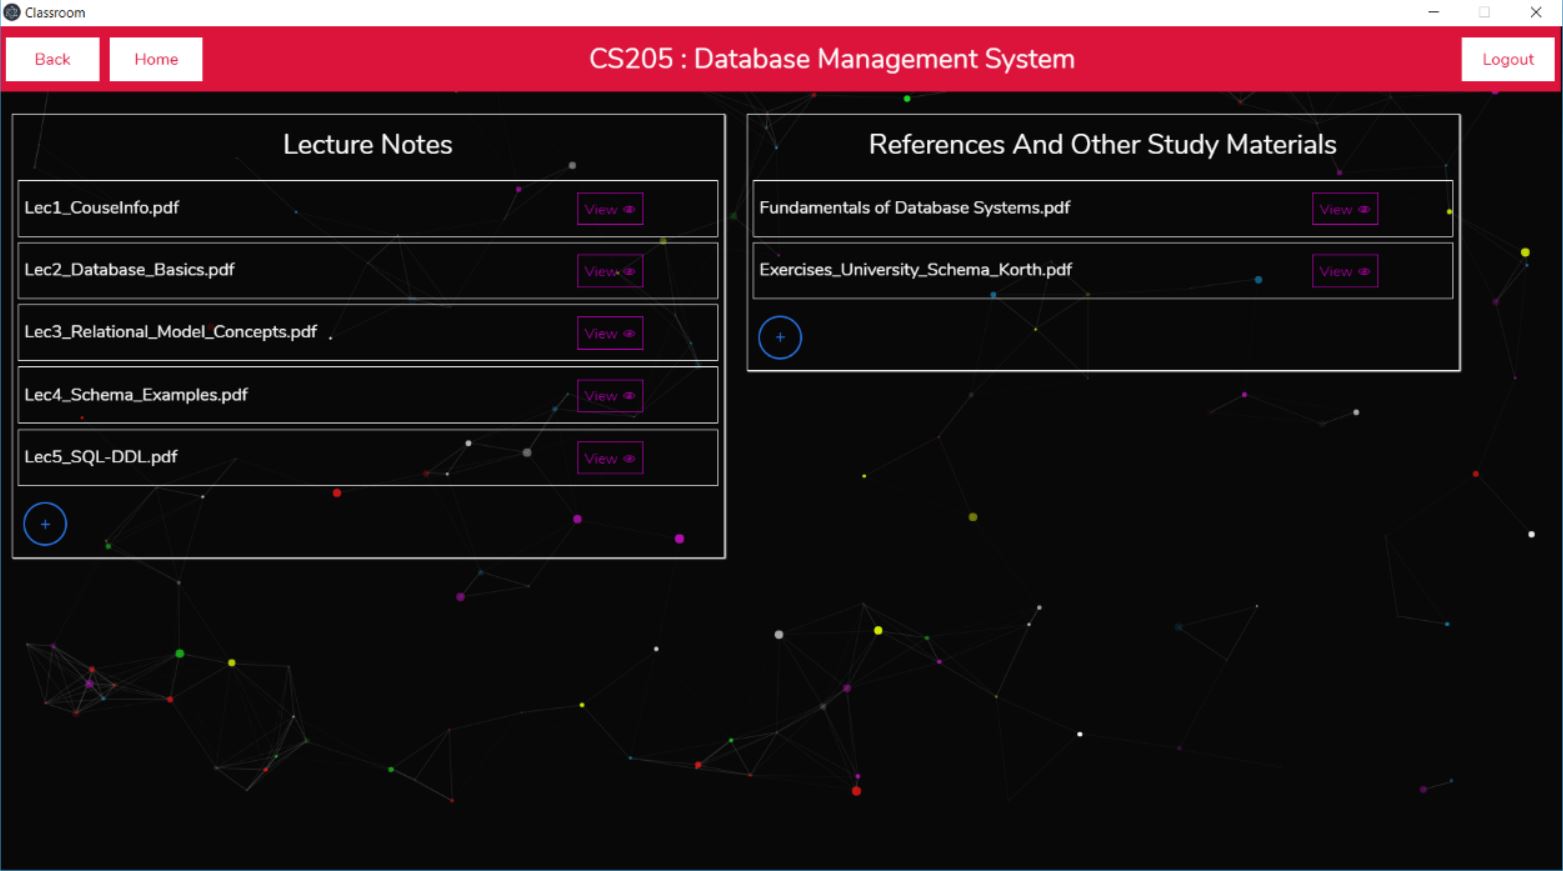 Classroom
Back
Home
CS205 : Database Management System
Logout
Lecture Notes
Lec1_CouseInfo.pdf
View
Lec2_Database_Basics.pdf
View
Lec3_Relational_Model_Concepts.pdf
View
Lec4_Schema_Examples.pdf
View
Lec5_SQL-DDL.pdf
View
+
References And Other Study Materials
Fundamentals of Database Systems.pdf
View
Exercises_University_Schema_Korth.pdf
View
+